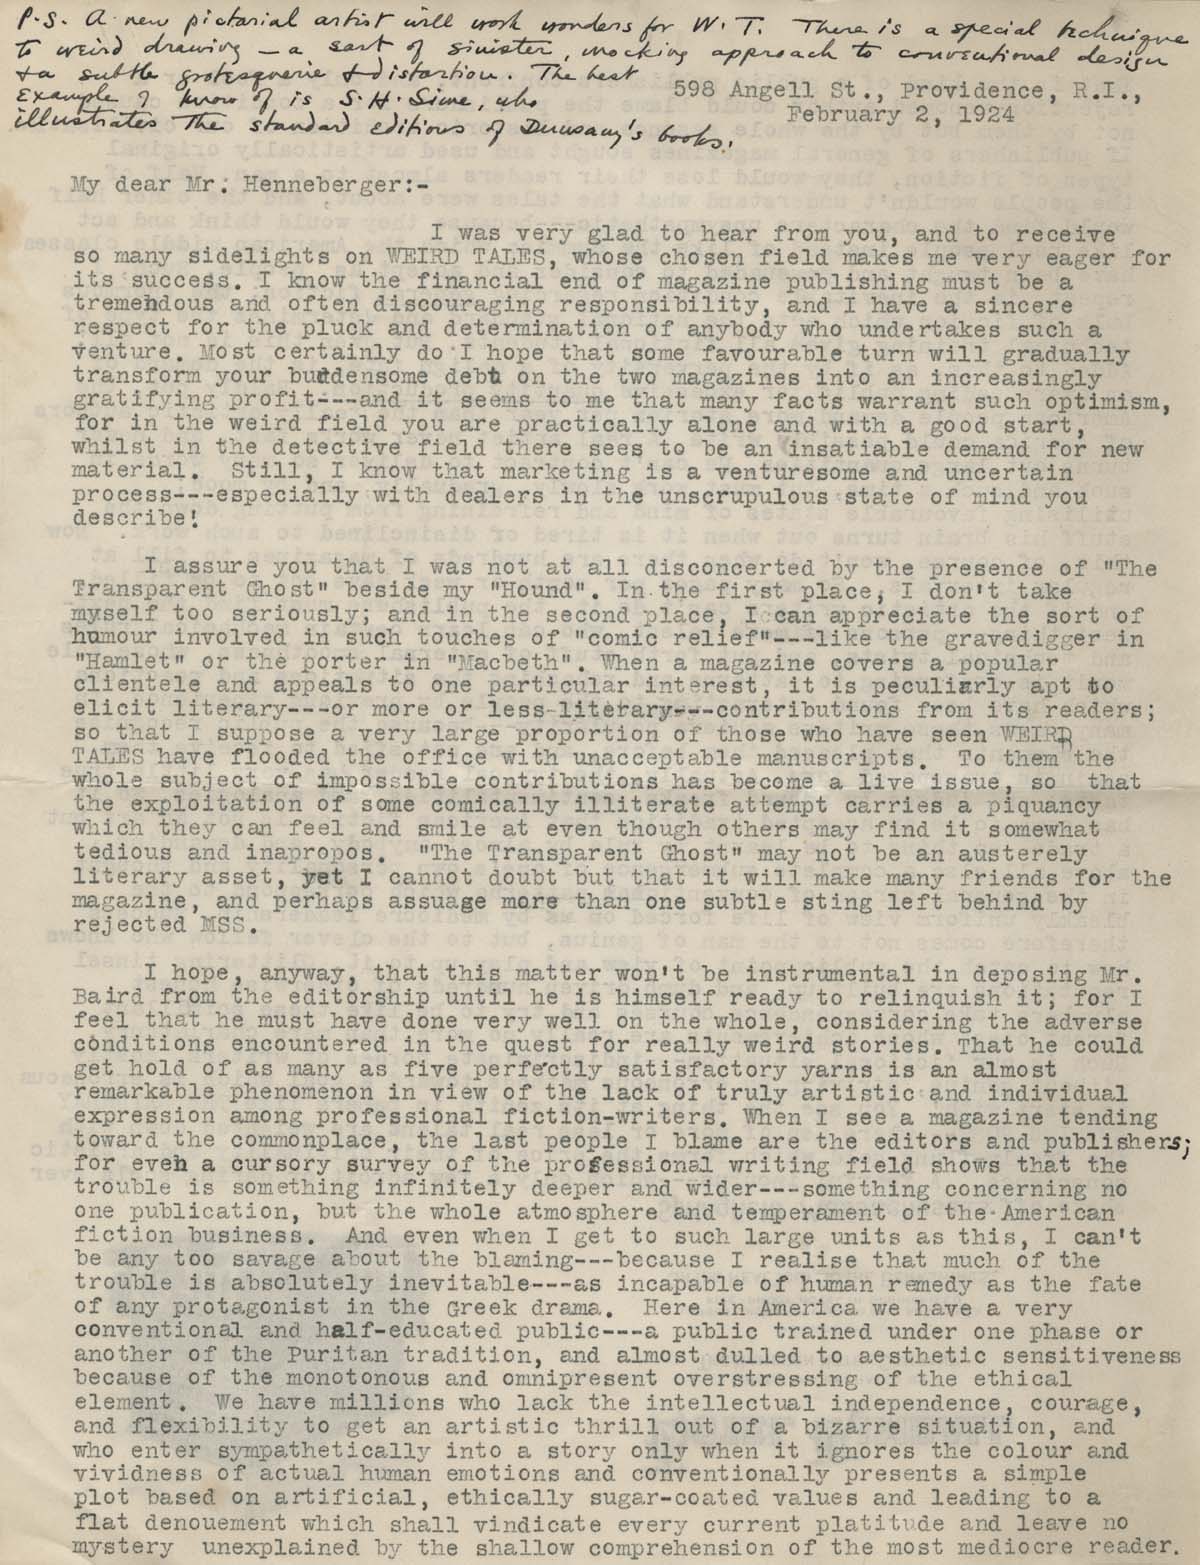 P.S. A new pictorial artist will work wonders for W.T. There is a special technique
to weird drawing — a sort of sinister, mocking approach to conventional design
& a subtle grotesquerie & distortion. The best
example I know of is S.H. Sime, who
illustrates the standard editions of Dunsany's books.
598 Angell St., Providence, R.I.,
February 2, 1924
My dear Mr. Henneberger:-
I was very glad to hear from you, and to receive
so many sidelights on WEIRD TALES, whose chosen field makes me very eager for
its success. I know the financial end of magazine publishing must be a
tremendous and often discouraging responsibility, and I have a sincere
respect for the pluck and determination of anybody who undertakes such a
venture. Most certainly do I hope that some favourable turn will gradually
transform your burdensome debt on the two magazines into an increasingly
gratifying profit---and it seems to me that many facts warrant such optimism,
for in the weird field you are practically alone and with a good start,
whilst in the detective field there sees to be an insatiable demand for new
material. Still, I know that marketing is a venturesome and uncertain
process---especially with dealers in the unscrupulous state of mind you
describe!
I assure you that I was not at all disconcerted by the presence of "The
Transparent Ghost" beside my "Hound". In the first place, I don't take
myself too seriously; and in the second place, I can appreciate the sort of
humour involved in such touches of "comic relief"---like the gravedigger in
"Hamlet" or the porter in "Macbeth". When a magazine covers a popular
clientele and appeals to one particular interest, it is peculiarly apt to
elicit literary---or more or less-literary---contributions from its readers;
so that I suppose a very large proportion of those who have seen WEIRD
TALES have flooded the office with unacceptable manuscripts. To them the
whole subject of impossible contributions has become a live issue, so that
the exploitation of some comically illiterate attempt carries a piquancy
which they can feel and smile at even though others may find it somewhat
tedious and inapropos. "The Transparent Ghost" may not be an austerely
literary asset, yet I cannot doubt but that it will make many friends for the
magazine, and perhaps assuage more than one subtle sting left behind by
rejected MSS.
I hope, anyway, that this matter won't be instrumental in deposing Mr.
Baird from the editorship until he is himself ready to relinquish it; for I
feel that he must have done very well on the whole, considering the adverse
conditions encountered in the quest for really weird stories. That he could
get hold of as many as five perfectly satisfactory yarns is an almost
remarkable phenomenon in view of the lack of truly artistic and individual
expression among professional fiction-writers. When I see a magazine tending
toward the commonplace, the last people I blame are the editors and publishers;
for even a cursory survey of the professional writing field shows that the
trouble is something infinitely deeper and wider---something concerning no
one publication, but the whole atmosphere and temperament of the American
fiction business. And even when I get to such large units as this, I can't
be any too savage about the blaming---because I realise that much of the
trouble is absolutely inevitable---as incapable of human remedy as the fate
of any protagonist in the Greek drama. Here in America we have a very
conventional and half-educated public---a public trained under one phase or
another of the Puritan tradition, and almost dulled to aesthetic sensitiveness
because of the monotonous and omnipresent overstressing of the ethical
element. We have millions who lack the intellectual independence, courage,
and flexibility to get an artistic thrill out of a bizarre situation, and
who enter sympathetically into a story only when it ignores the colour and
vividness of actual human emotions and conventionally presents a simple
plot based on artificial, ethically sugar-coated values and leading to a
flat denouement which shall vindicate every current platitude and leave no
mystery unexplained by the shallow comprehension of the most mediocre reader.